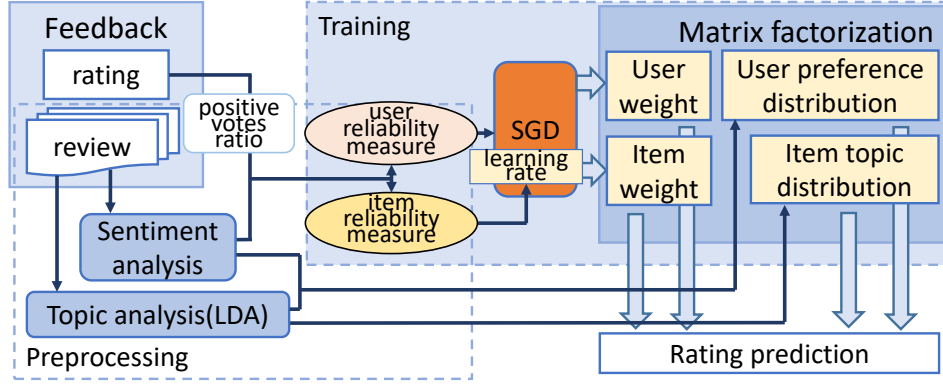 Feedback
rating
review
positive
votes
ratio
Sentiment
analysis
Topic analysis(LDA)
Preprocessing
Training
user
reliability
measure
item
reliability
measure
SGD
learning
rate
Matrix factorization
User
weight
User preference
distribution
Item
weight
Item topic
distribution
Rating prediction